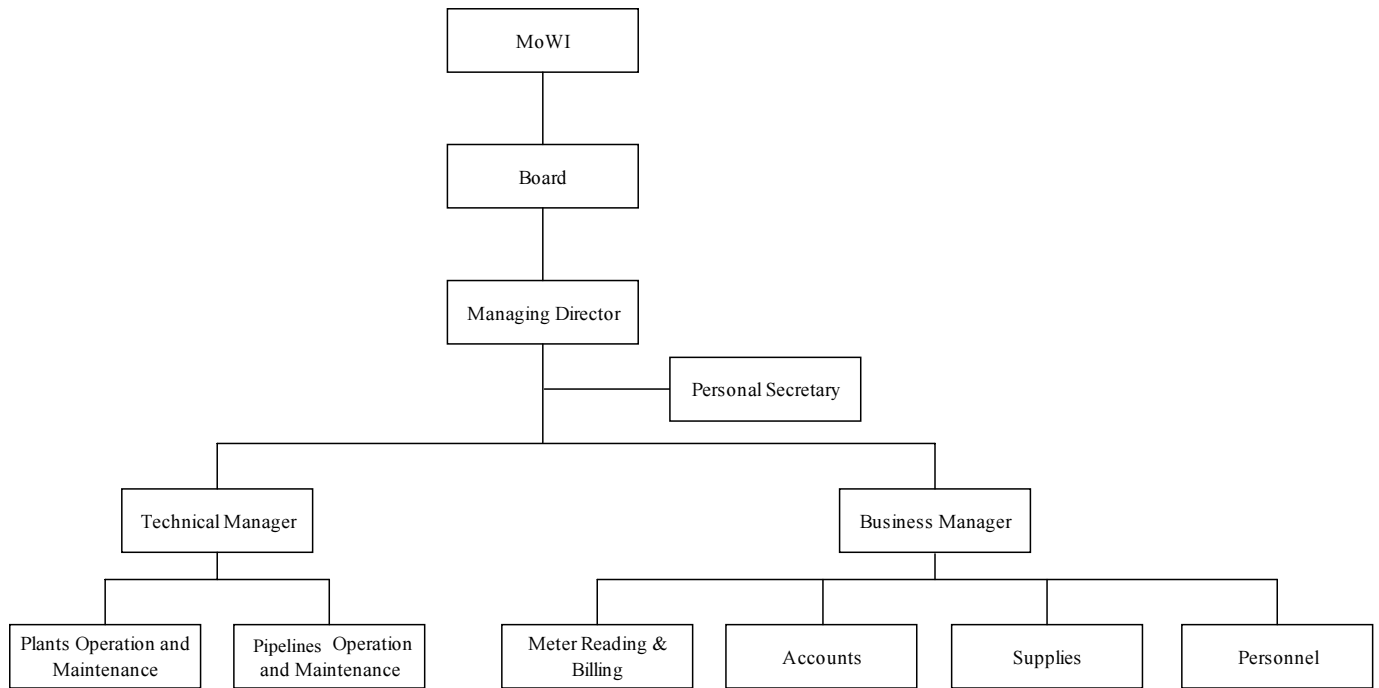 MoWI
Board
Managing Director
Personal Secretary
Technical Manager
Business Manager
Plants Operation and
Maintenance
Pipelines Operation
and Maintenance
Meter Reading &
Billing
Accounts
Supplies
Personnel